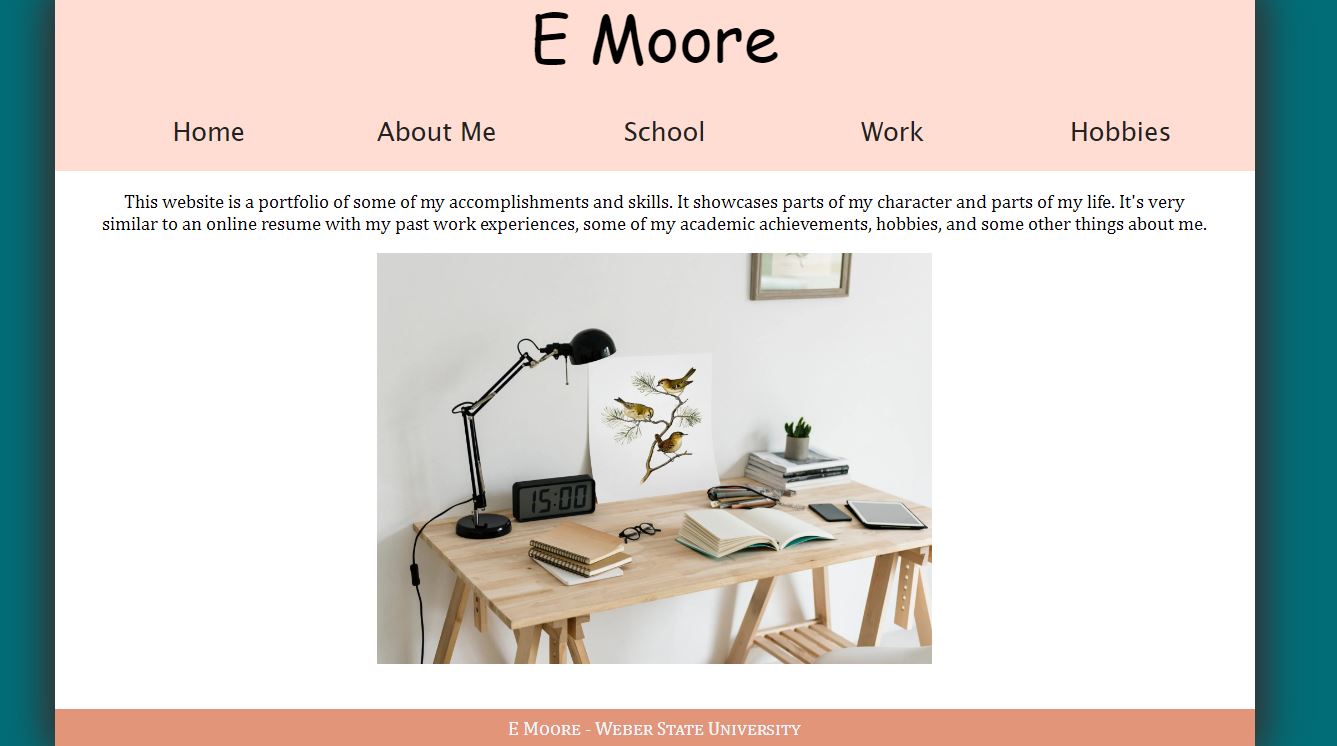 E Moore
Home About Me School Work Hobbies
This website is a portfolio of some of my accomplishments and skills. It showcases parts of my character and parts of my life. It's very
similar to an online resume with my past work experiences, some of my academic achievements, hobbies, and some other things about me.
15:00
E Moore - Weber State University